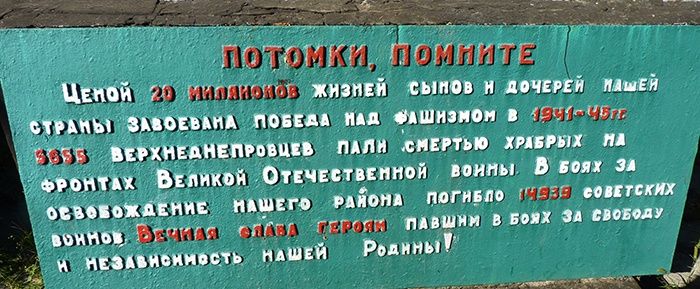 ПОТОМКИ, ПОМНИТЕ
Ценой 20 миллионов жизней сынов и дочерей нашей
страны завоевана победа над фашизмом в 1941-45гг
5655 верхнеднепровцев пали смертью храбрых на
фронтах Великой Отечественной войны В боях за
освобождение нашего района погибло 14939 советских
воинов. Вечная слава героям павшим в боях за свободу
и независимость нашей Родины!